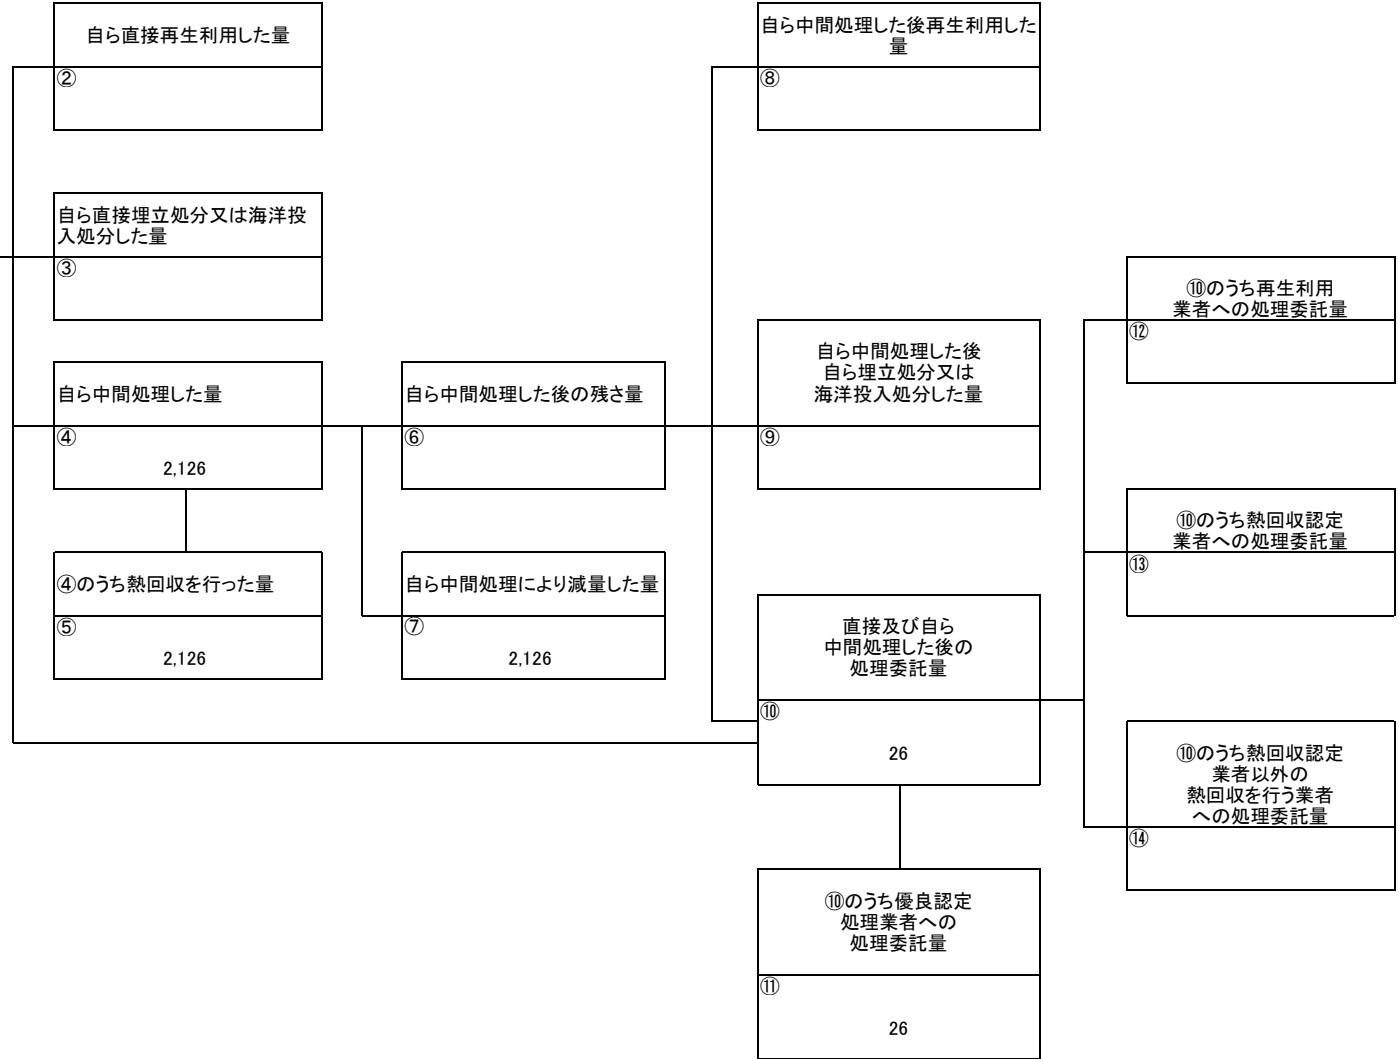 自ら直接再生利用した量
②
自ら直接埋立処分又は海洋投
入処分した量
③
自ら中間処理した量
④
2,126
④のうち熱回収を行った量
⑤
2,126
自ら中間処理した後の残さ量
⑥
自ら中間処理により減量した量
⑦
2,126
自ら中間処理した後再生利用した
量
⑧
自ら中間処理した後
自ら埋立処分又は
海洋投入処分した量
⑨
直接及び自ら
中間処理した後の
処理委託量
⑩
26
⑩のうち優良認定
処理業者への
処理委託量
⑪
26
⑩のうち再生利用
業者への処理委託量
⑫
⑩のうち熱回収認定
業者への処理委託量
⑬
⑩のうち熱回収認定
業者以外の
熱回収を行う業者
への処理委託量
⑭